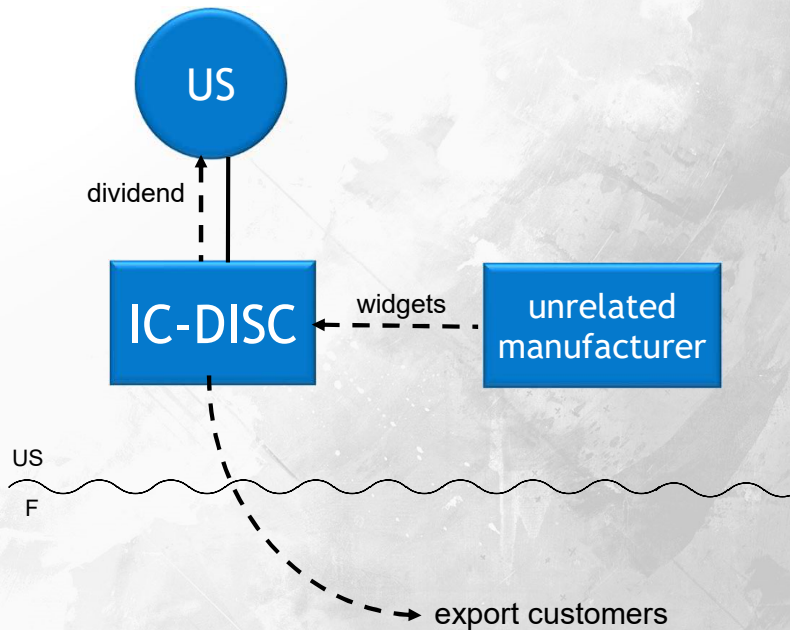 US
dividend
IC-DISC
widgets
unrelated
manufacturer
US
F
export customers